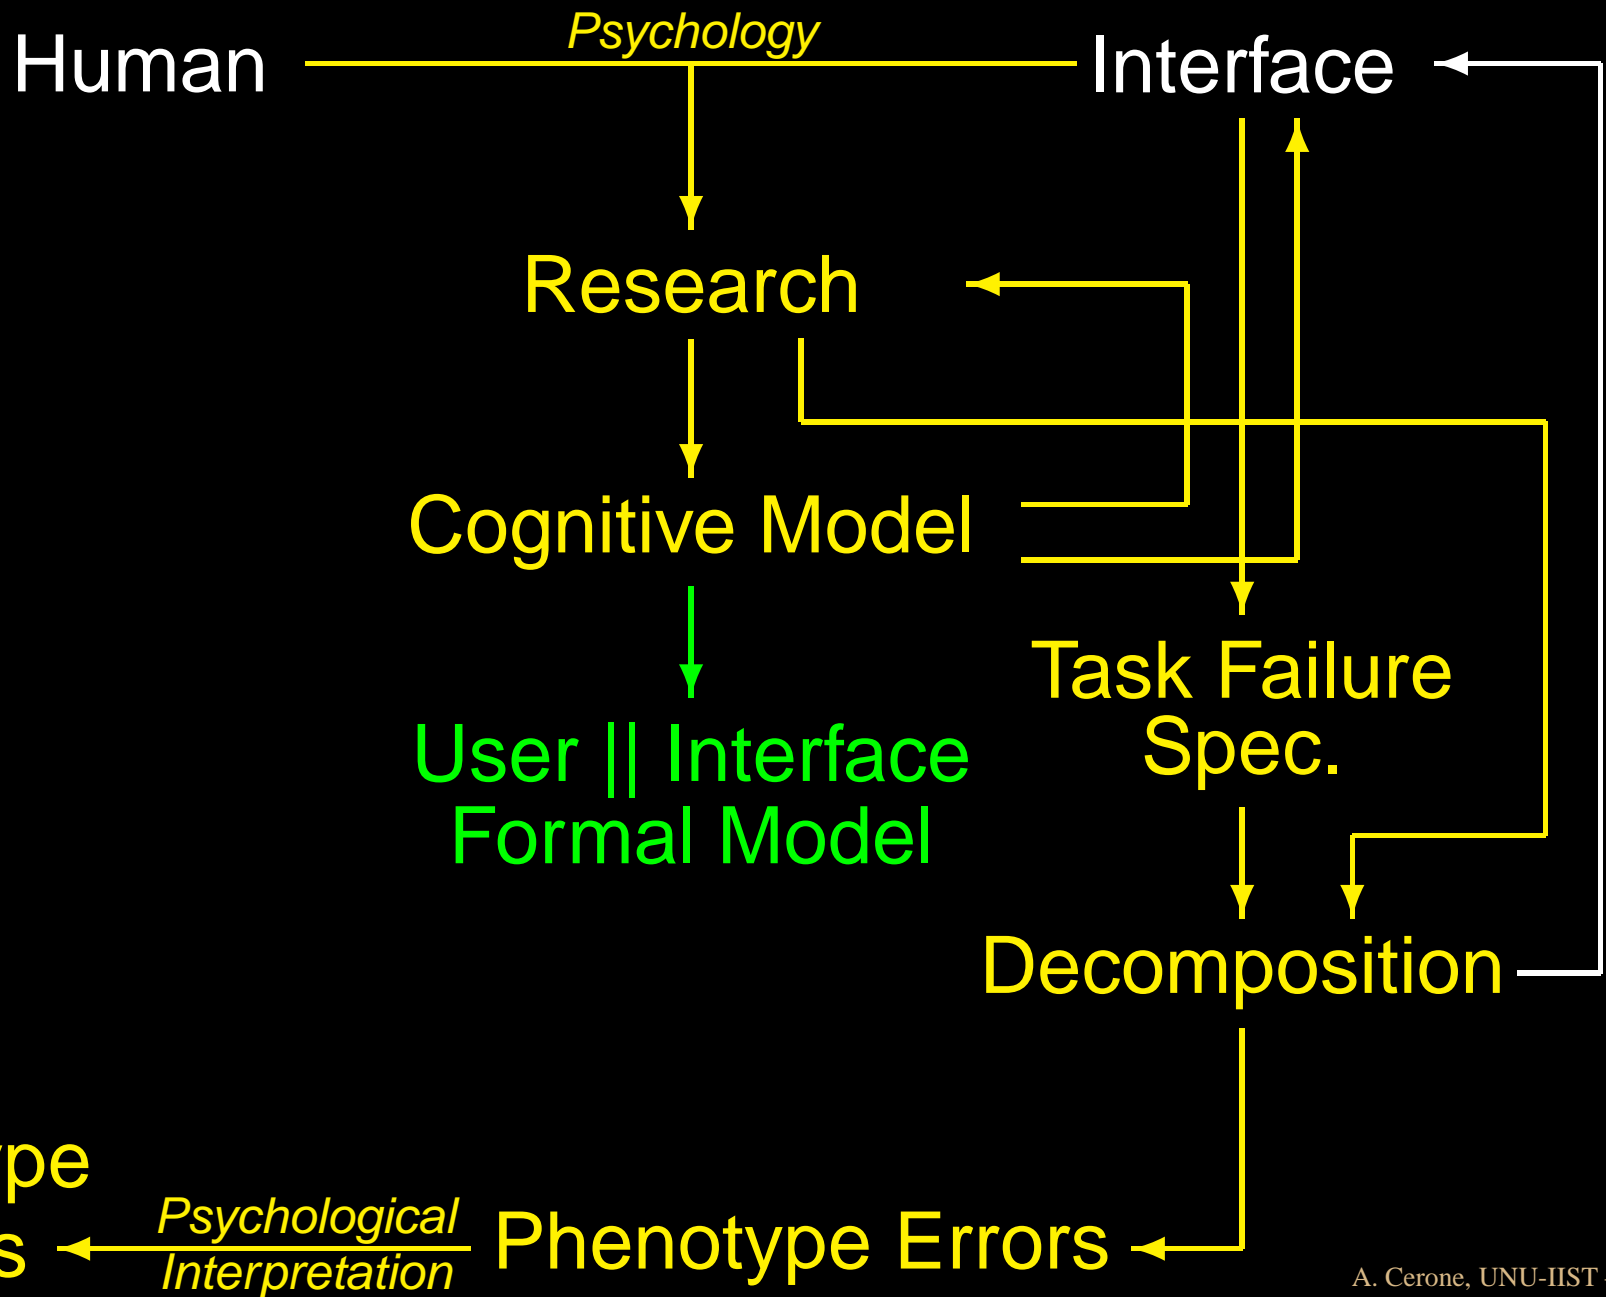 Psychology
Human
Interface
Research
Cognitive Model
Task Failure
Spec.
User || Interface
Formal Model
Decomposition
Psychological
Interpretation
Phenotype Errors
A. Cerone, UNU-IIST